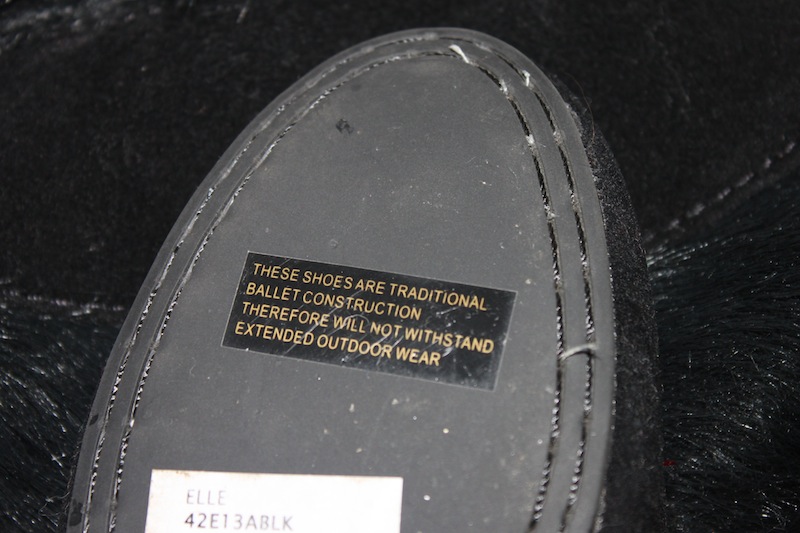 THESE SHOES ARE TRADITIONAL
BALLET CONSTRUCTION
THEREFORE WILL NOT WITHSTAND
EXTENDED OUTDOOR WEAR
ELLE
42E13ABLK